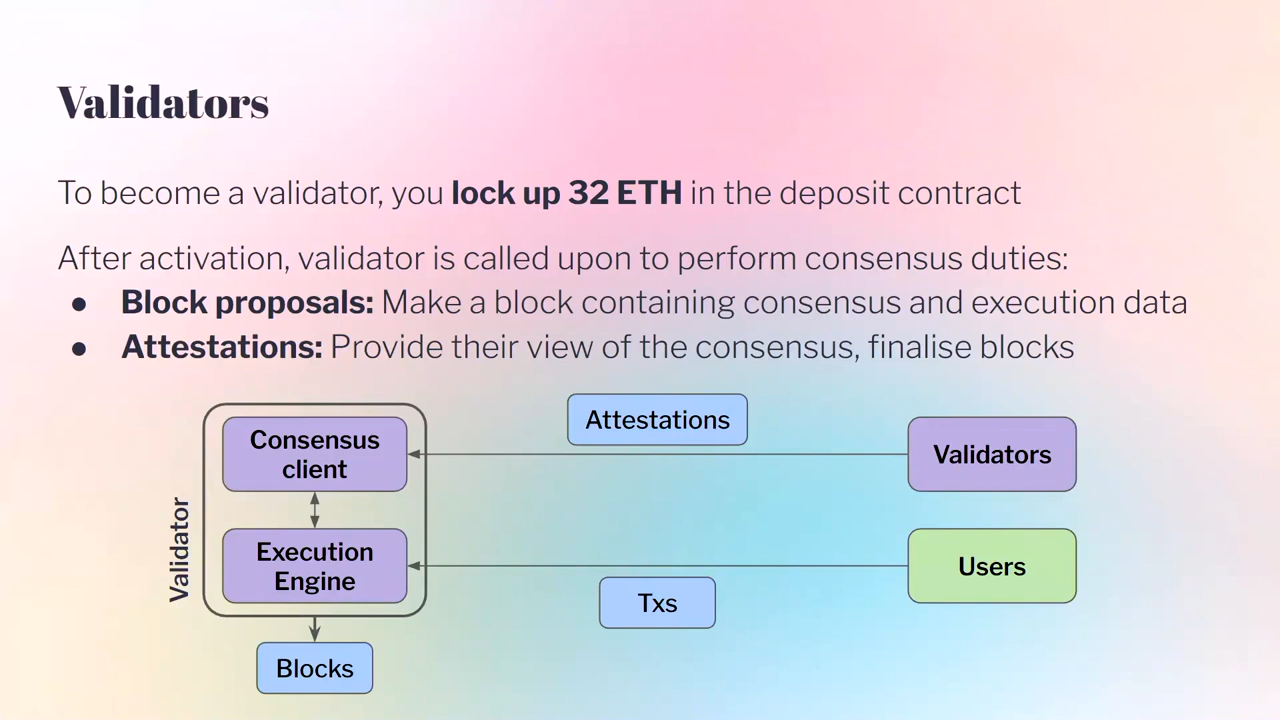 Validators
To become a validator, you lock up 32 ETH in the deposit contract
After activation, validator is called upon to perform consensus duties:
● Block proposals: Make a block containing consensus and execution data
● Attestations: Provide their view of the consensus, finalise blocks
Attestations
Consensus
client
Validators
Validator
Execution
Engine
Users
Txs
Blocks